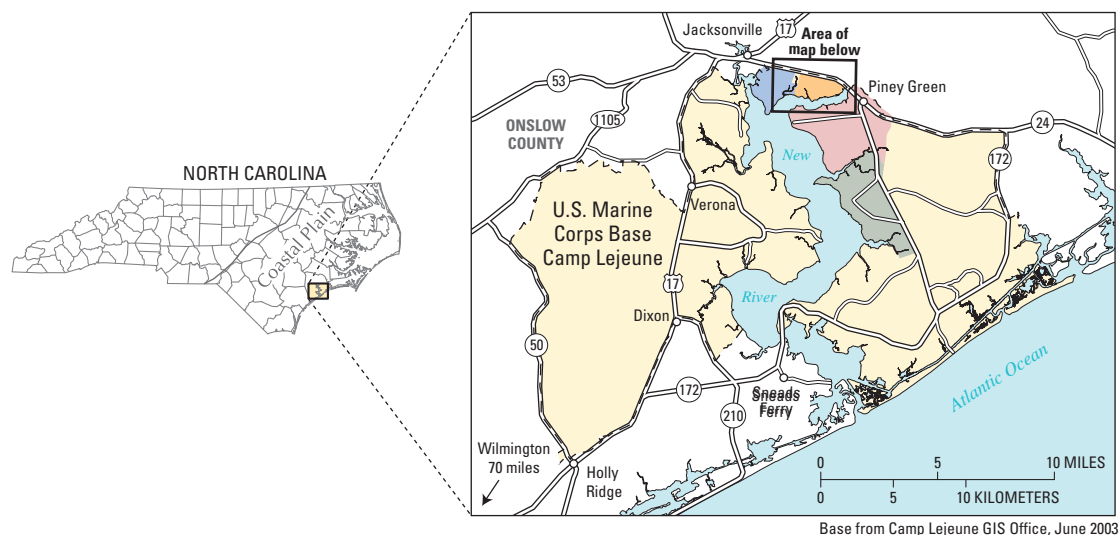 NORTH CAROLINA
Coastal Plain
Jacksonville
17
Area of
map below
Piney Green
53
1105
24
ONSLOW
COUNTY
New
172
Verona
U.S. Marine
Corps Base
Camp Lejeune
17
River
Dixon
50
172
Sneads
Ferry
210
Atlantic Ocean
Wilmington
70 miles
Holly
Ridge
0 5 10 MILES
0 5 10 KILOMETERS
Base from Camp Lejeune GIS Office, June 2003